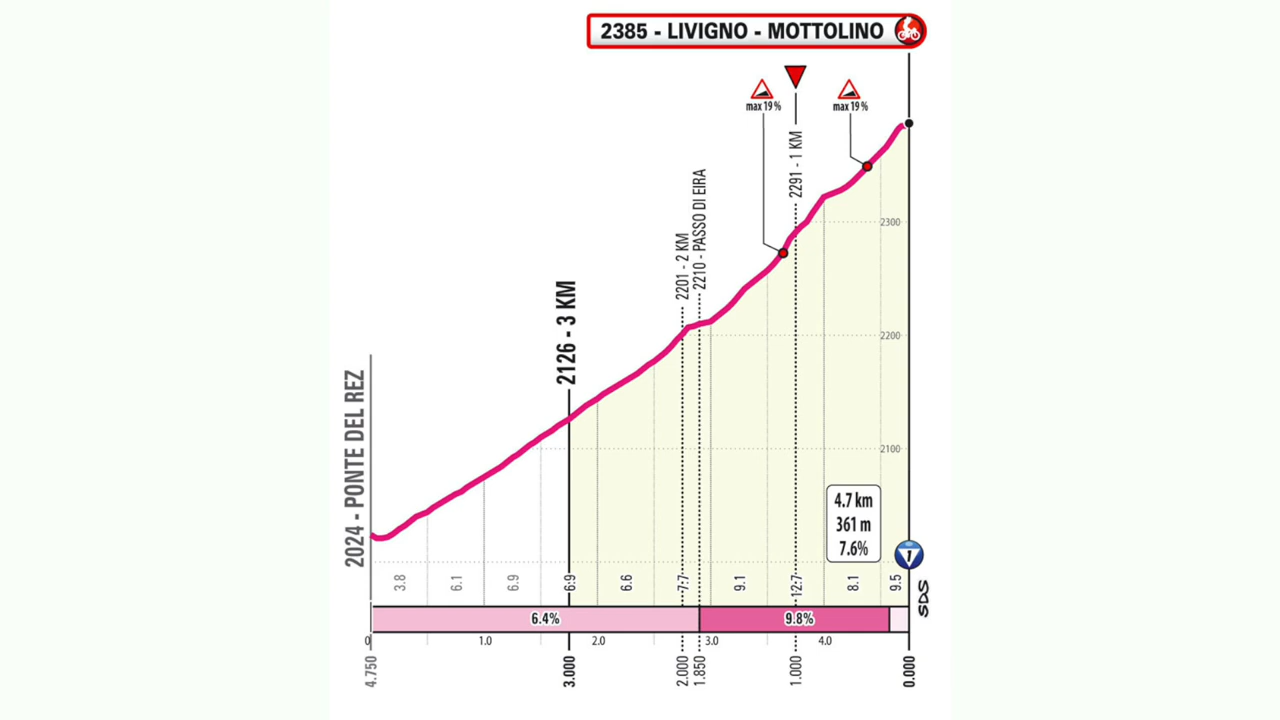 2385 - LIVIGNO - MOTTOLINO
max 19%
max 19%
2291 - 1 KM
2210 - PASSO DI EIRA
2201 - 2 KM
2126 - 3 KM
2024 - PONTE DEL REZ
2300
2200
2100
4.7 km
361 m
7.6%
1
3.8 6.1 6.9 6.9 6.6 7.7 9.1 12.7 8.1 9.5
SDS
6.4% 9.8%
0 1.0 2.0 3.0 4.0
4.750 3.000 2.000 1.850 1.000 0.000